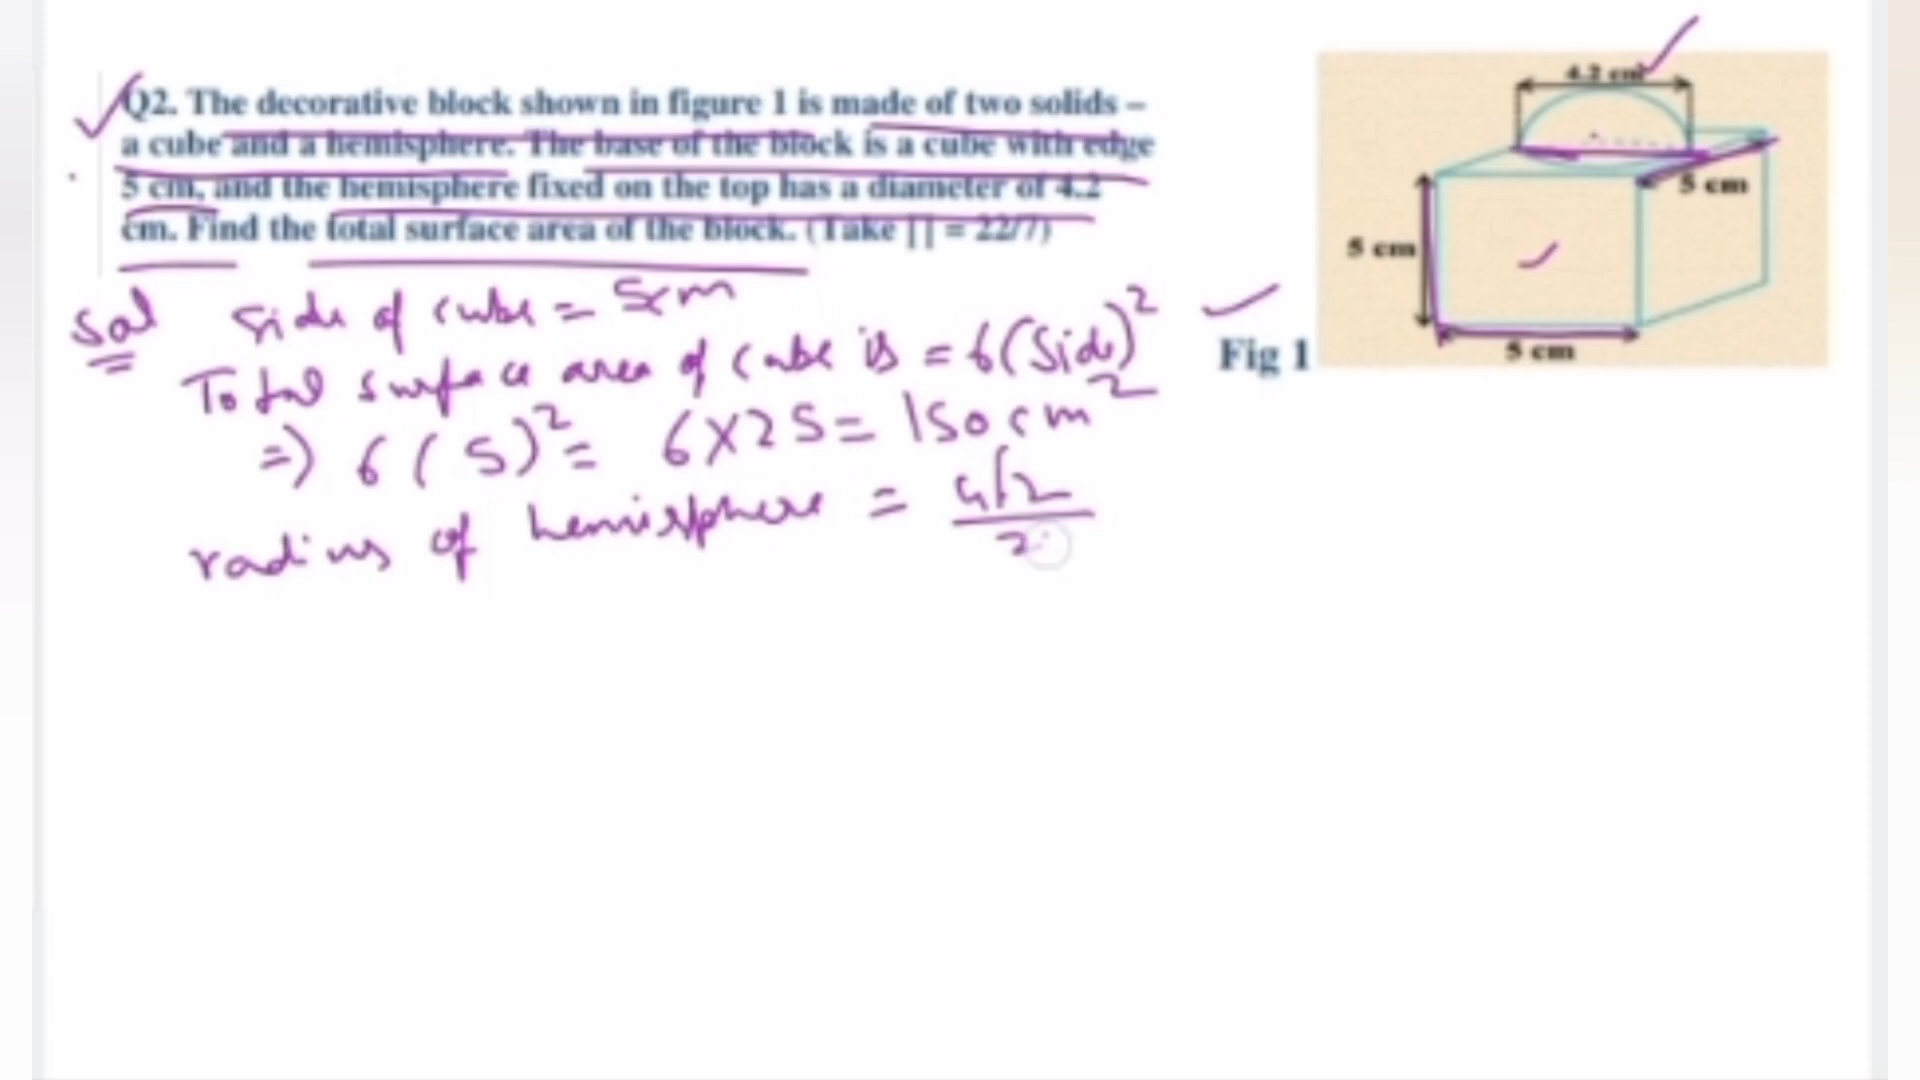 Q2. The decorative block shown in figure 1 is made of two solids –
a cube and a hemisphere. The base of the block is a cube with edge
5 cm, and the hemisphere fixed on the top has a diameter of 4.2
cm. Find the total surface area of the block. (Take ∏ = 22/7)
4.2 cm
5 cm
5 cm
5 cm
Fig 1
Sol Side of cube = 5cm
Total surface area of cube is = 6(Side)²
=> 6(5)² = 6×25 = 150cm²
radius of hemisphere = 4.2/2